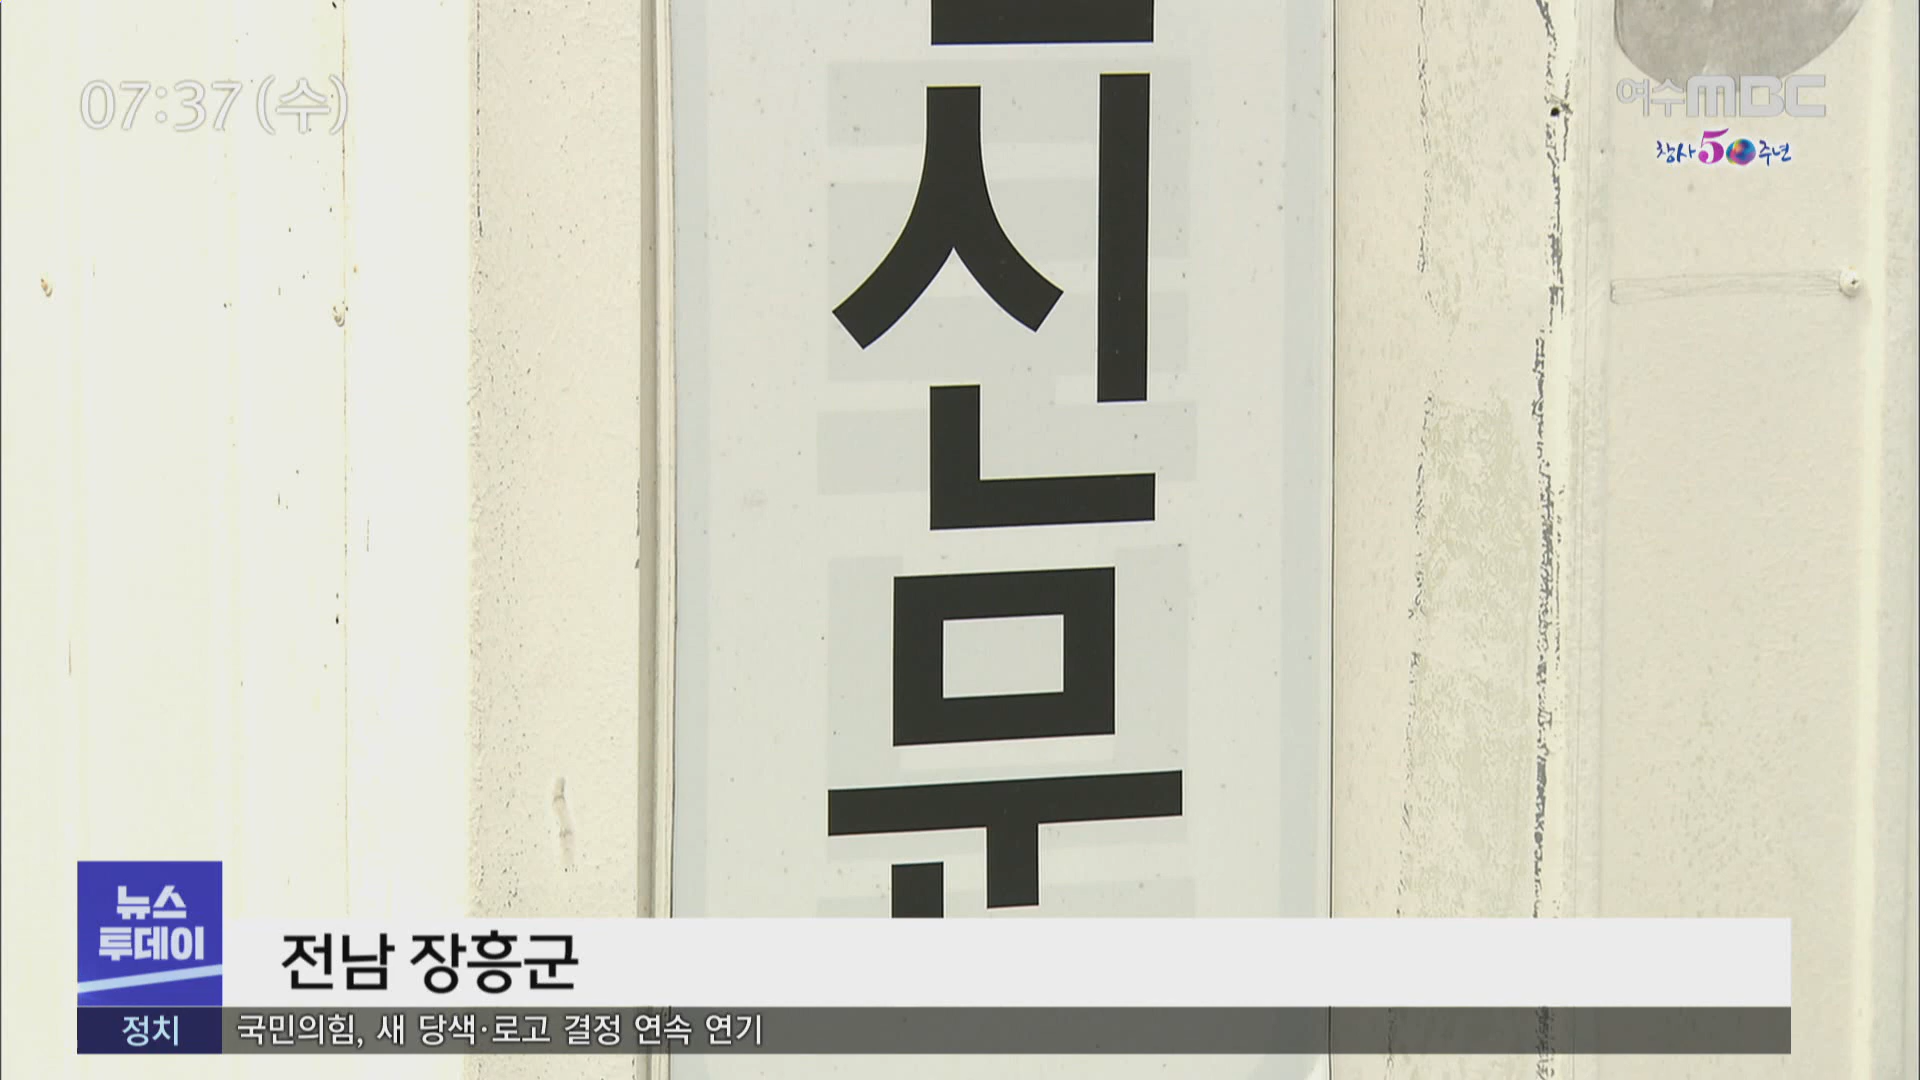 07:37(수)
여수MBC
창사50주년
신문
뉴스
투데이
전남 장흥군
정치
국민의힘, 새 당색·로고 결정 연속 연기